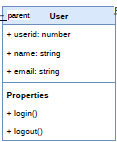 parent
User
+ userid: number
+ name: string
+ email: string
Properties
+ login()
+ logout()